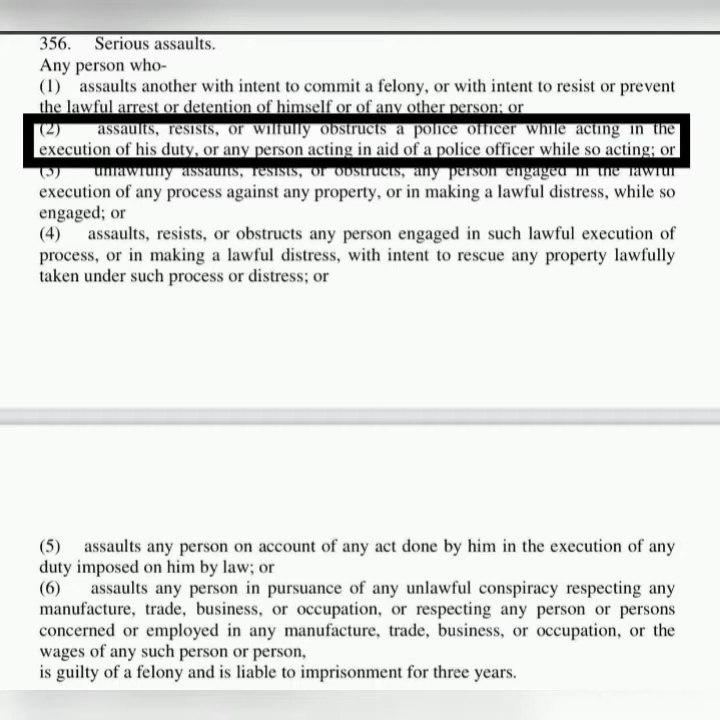 356. Serious assaults.
Any person who-
(1) assaults another with intent to commit a felony, or with intent to resist or prevent
the lawful arrest or detention of himself or of any other person; or
(2) assaults, resists, or wilfully obstructs a police officer while acting in the
execution of his duty, or any person acting in aid of a police officer while so acting; or
(3) unlawfully assaults, resists, or obstructs, any person engaged in the lawful
execution of any process against any property, or in making a lawful distress, while so
engaged; or
(4) assaults, resists, or obstructs any person engaged in such lawful execution of
process, or in making a lawful distress, with intent to rescue any property lawfully
taken under such process or distress; or
(5) assaults any person on account of any act done by him in the execution of any
duty imposed on him by law; or
(6) assaults any person in pursuance of any unlawful conspiracy respecting any
manufacture, trade, business, or occupation, or respecting any person or persons
concerned or employed in any manufacture, trade, business, or occupation, or the
wages of any such person or person,
is guilty of a felony and is liable to imprisonment for three years.